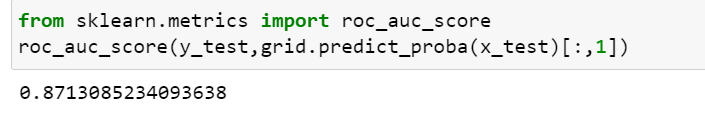 from sklearn.metrics import roc_auc_score
roc_auc_score(y_test,grid.predict_proba(x_test)[:,1])
0.8713085234093638